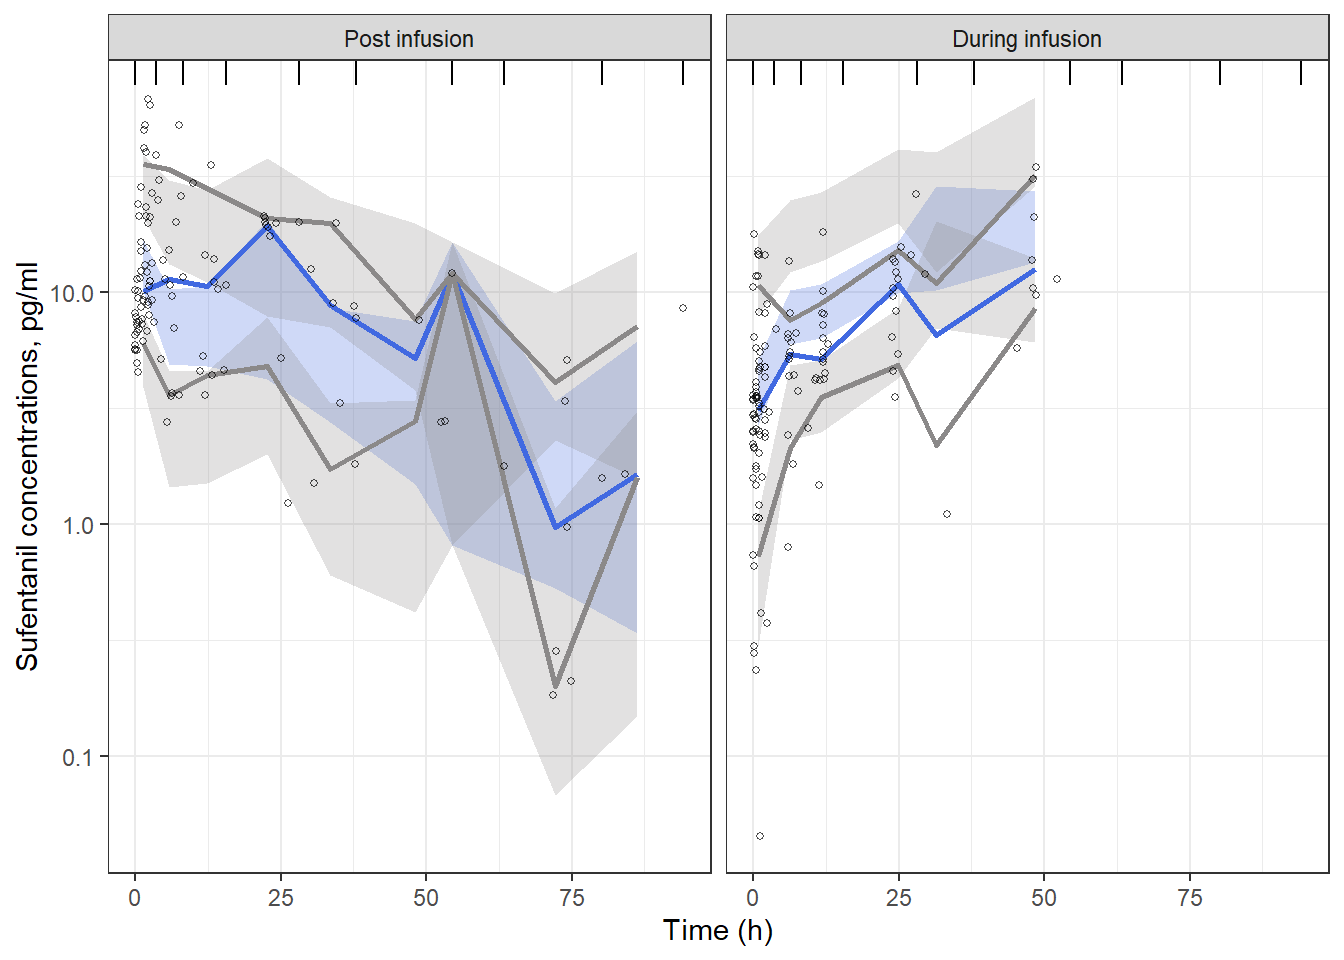 Post infusion
During infusion
Sufentanil concentrations, pg/ml
10.0
1.0
0.1
0 25 50 75
0 25 50 75
Time (h)